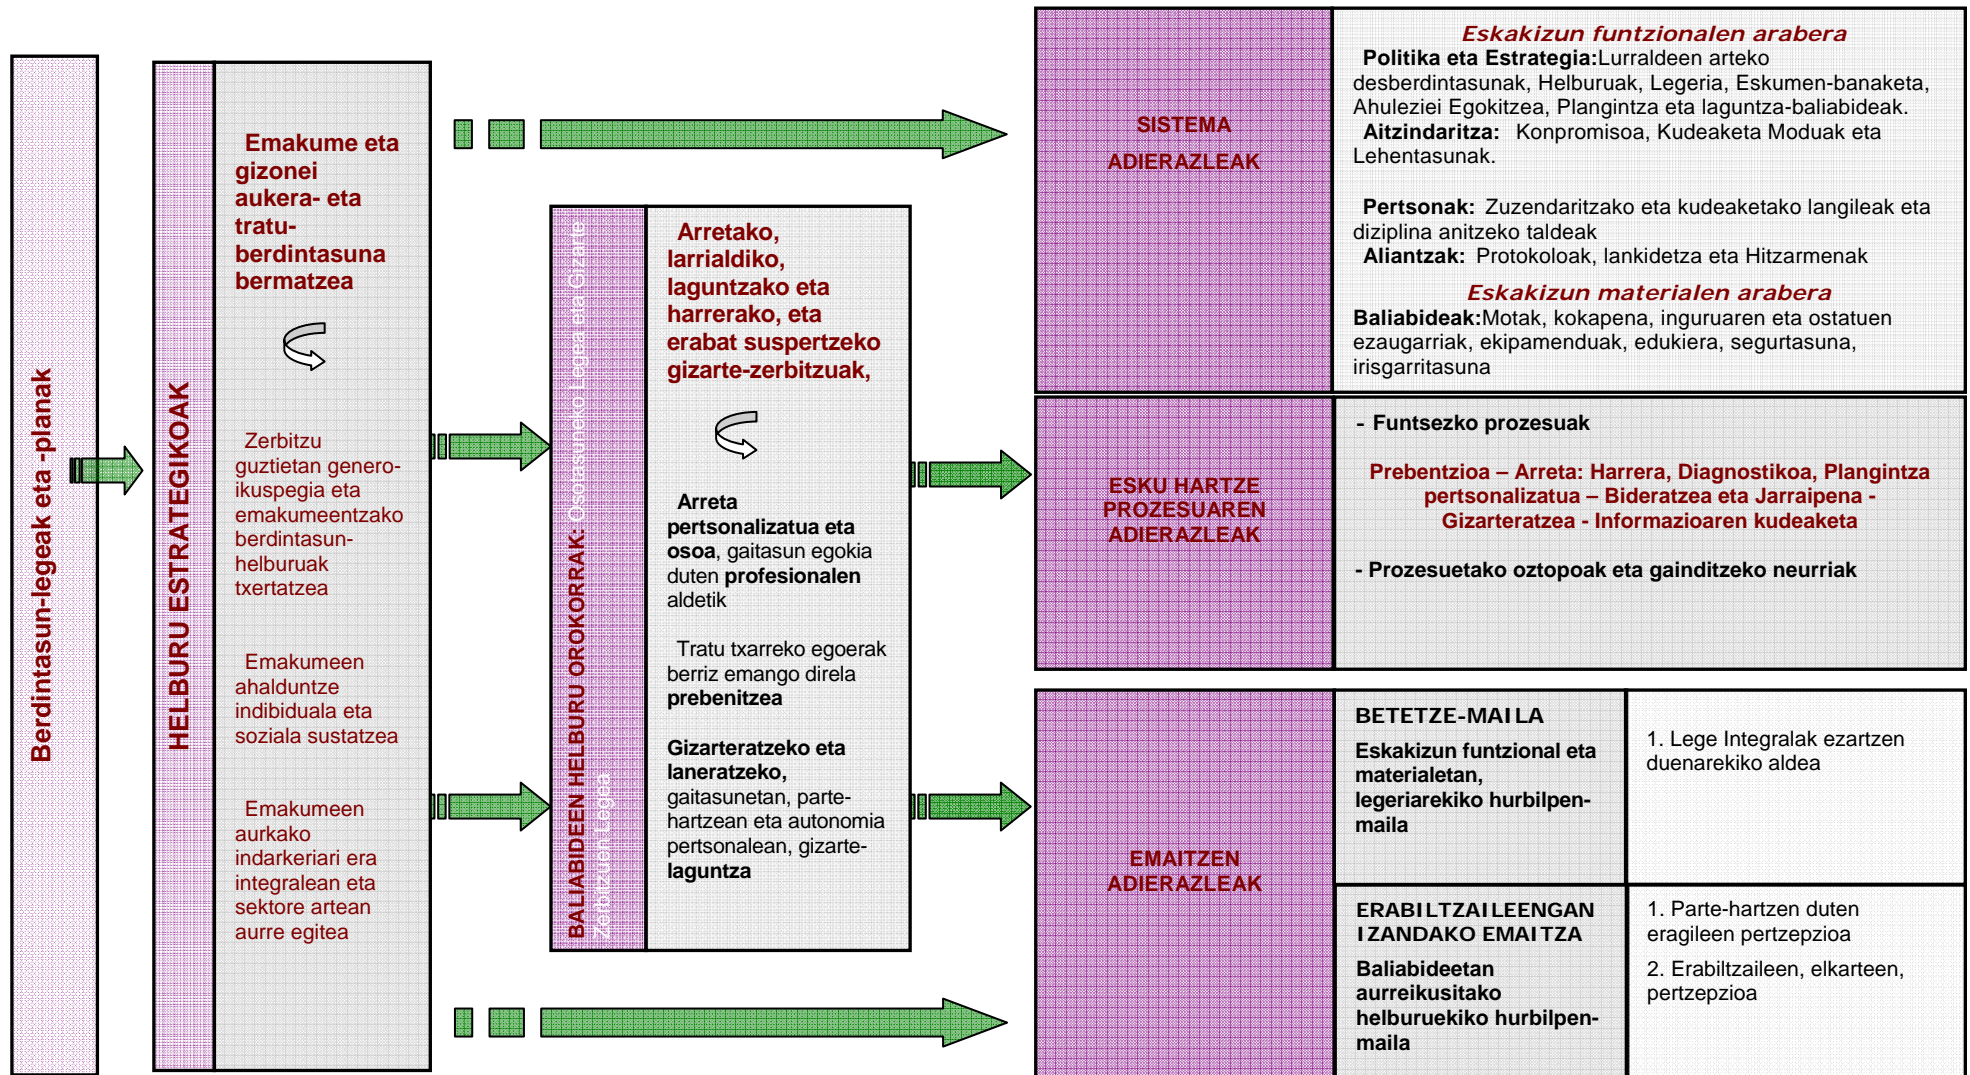 Berdintasun-legeak eta -planak
HELBURU ESTRATEGIKOAK
Emakume eta
gizonei
aukera- eta
tratu-
berdintasuna
bermatzea
Zerbitzu
guztietan genero-
ikuspegia eta
emakumeentzako
berdintasun-
helburuak
txertatzea
Emakumeen
ahalduntze
indibiduala eta
soziala sustatzea
Emakumeen
aurkako
indarkeriari era
integralean eta
sektore artean
aurre egitea
BALIABIDEEN HELBURU OROKORRAK: Osotasuneko Legea eta Gizarte
Zerbitzuen Legea
Arretako,
larrialdiko,
laguntzako eta
harrerako, eta
erabat suspertzeko
gizarte-zerbitzuak,
Arreta
pertsonalizatua eta
osoa, gaitasun egokia
duten profesionalen
aldetik
Tratu txarreko egoerak
berriz emango direla
prebenitzea
Gizarteratzeko eta
laneratzeko,
gaitasunetan, parte-
hartzean eta autonomia
pertsonalean, gizarte-
laguntza
SISTEMA
ADIERAZLEAK
Eskakizun funtzionalen arabera
Politika eta Estrategia:Lurraldeen arteko
desberdintasunak, Helburuak, Legeria, Eskumen-banaketa,
Ahuleziei Egokitzea, Plangintza eta laguntza-baliabideak.
Aitzindaritza: Konpromisoa, Kudeaketa Moduak eta
Lehentasunak.
Pertsonak: Zuzendaritzako eta kudeaketako langileak eta
diziplina anitzeko taldeak
Aliantzak: Protokoloak, lankidetza eta Hitzarmenak
Eskakizun materialen arabera
Baliabideak:Motak, kokapena, inguruaren eta ostatuen
ezaugarriak, ekipamenduak, edukiera, segurtasuna,
irisgarritasuna
ESKU HARTZE
PROZESUAREN
ADIERAZLEAK
- Funtsezko prozesuak
Prebentzioa – Arreta: Harrera, Diagnostikoa, Plangintza
pertsonalizatua – Bideratzea eta Jarraipena -
Gizarteratzea - Informazioaren kudeaketa
- Prozesuetako oztopoak eta gainditzeko neurriak
EMAITZEN
ADIERAZLEAK
BETETZE-MAILA
Eskakizun funtzional eta
materialetan,
legeriarekiko hurbilpen-
maila
1. Lege Integralak ezartzen
duenarekiko aldea
ERABILTZAILEENGAN
IZANDAKO EMAITZA
Baliabideetan
aurreikusitako
helburuekiko hurbilpen-
maila
1. Parte-hartzen duten
eragileen pertzepzioa
2. Erabiltzaileen, elkarteen,
pertzepzioa